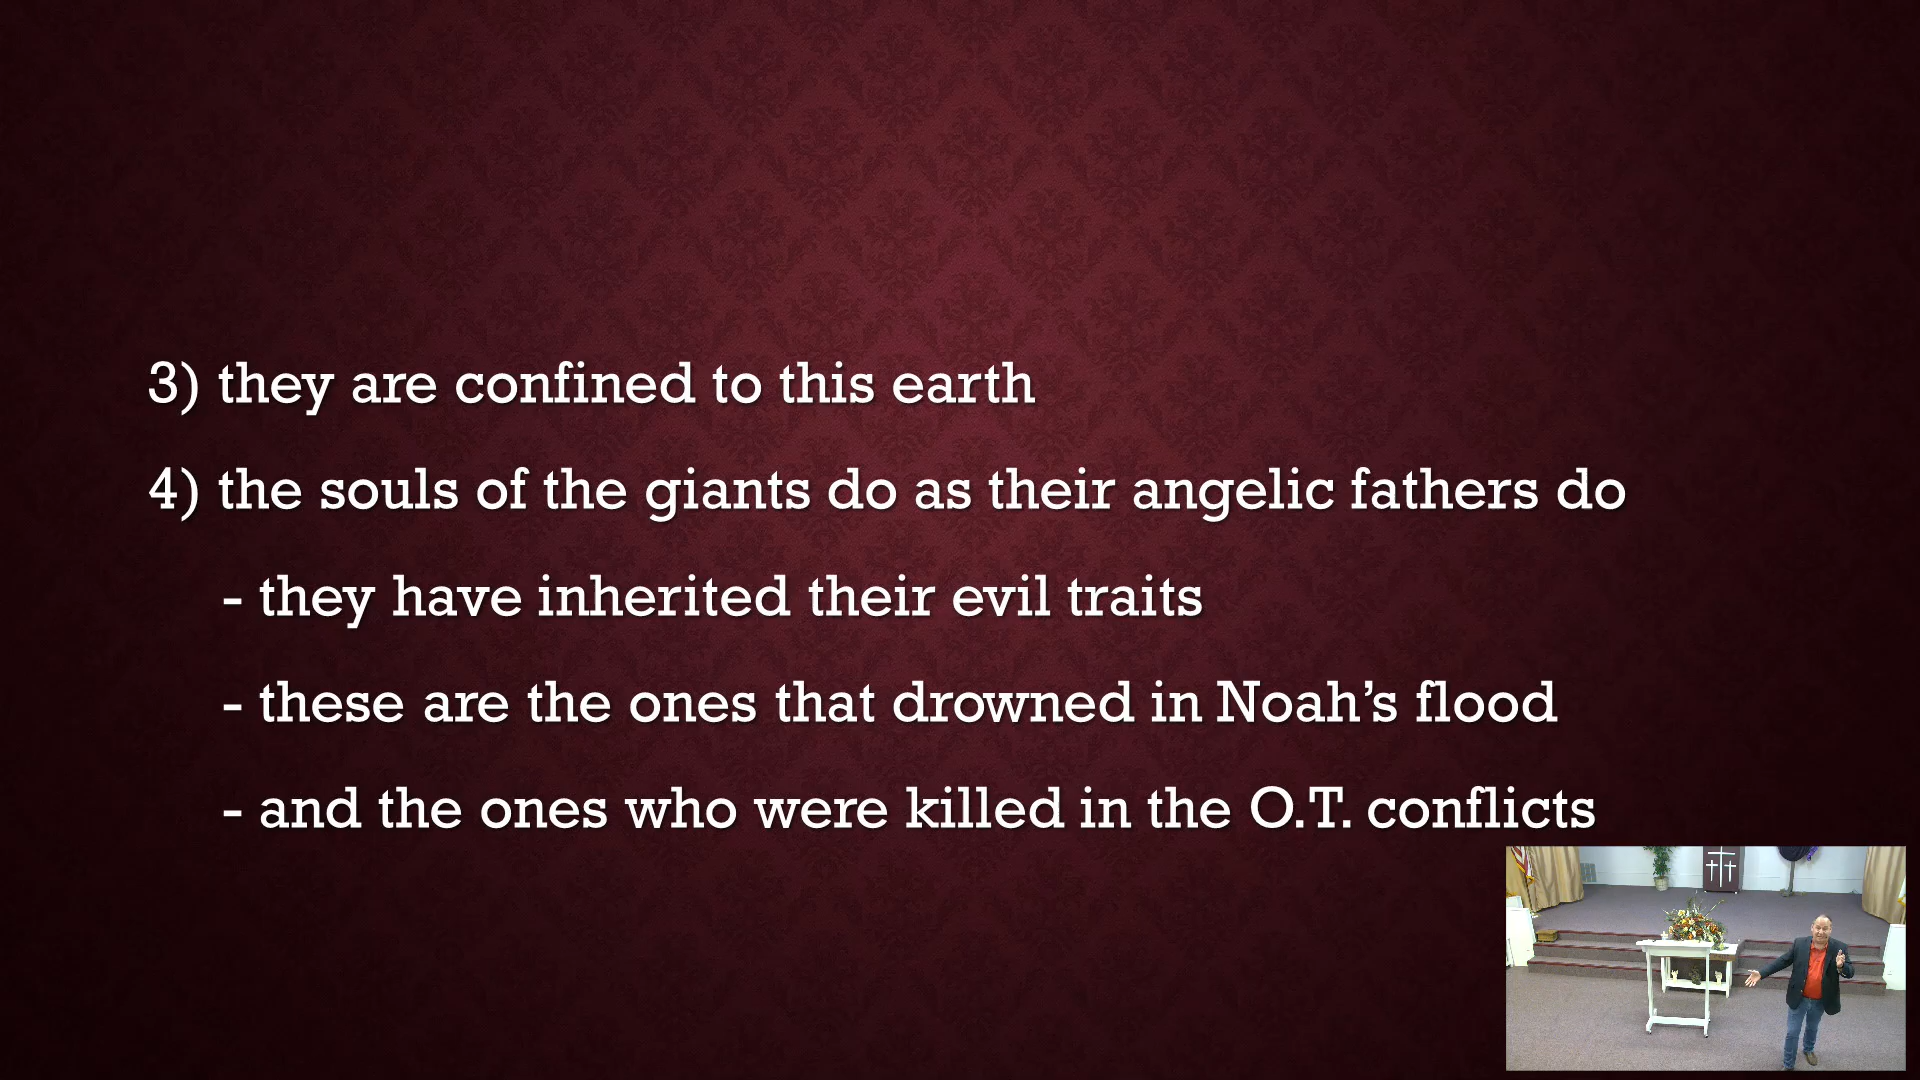 3) they are confined to this earth
4) the souls of the giants do as their angelic fathers do
- they have inherited their evil traits
- these are the ones that drowned in Noah’s flood
- and the ones who were killed in the O.T. conflicts